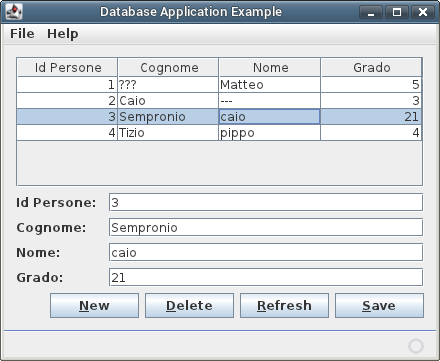 Database Application Example
File Help
Id Persone Cognome Nome Grado
1 ??? Matteo 5
2 Caio --- 3
3 Sempronio caio 21
4 Tizio pippo 4
Id Persone: 3
Cognome: Sempronio
Nome: caio
Grado: 21
New Delete Refresh Save